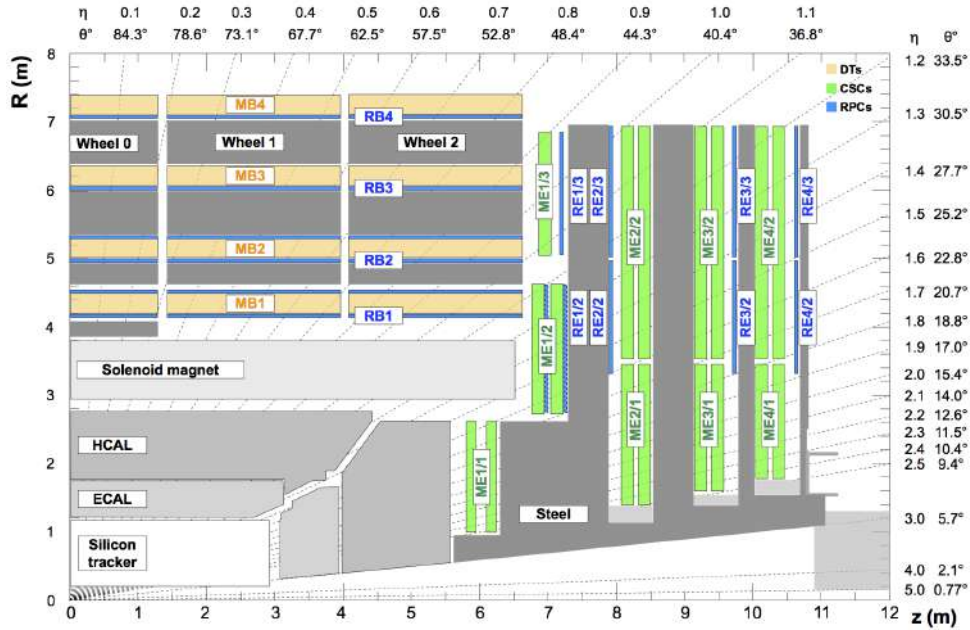 η 0.1 0.2 0.3 0.4 0.5 0.6 0.7 0.8 0.9 1.0 1.1
θ° 84.3° 78.6° 73.1° 67.7° 62.5° 57.5° 52.8° 48.4° 44.3° 40.4° 36.8° η θ°
R (m)
8
7
6
5
4
3
2
1
0
1.2 33.5°
1.3 30.5°
1.4 27.7°
1.5 25.2°
1.6 22.8°
1.7 20.7°
1.8 18.8°
1.9 17.0°
2.0 15.4°
2.1 14.0°
2.2 12.6°
2.3 11.5°
2.4 10.4°
2.5 9.4°
3.0 5.7°
4.0 2.1°
5.0 0.77°
DTs
CSCs
RPCs
MB4
RB4
Wheel 0 Wheel 1 Wheel 2
MB3
RB3
MB2
RB2
MB1
RB1
ME1/3
RE1/3
RE2/3
ME2/2
ME3/2
RE3/3
ME4/2
RE4/3
ME1/2
RE1/2
RE2/2
RE3/2
RE4/2
Solenoid magnet
HCAL
ME1/1
ME2/1
ME3/1
ME4/1
ECAL
Steel
Silicon
tracker
0 1 2 3 4 5 6 7 8 9 10 11 12
z (m)